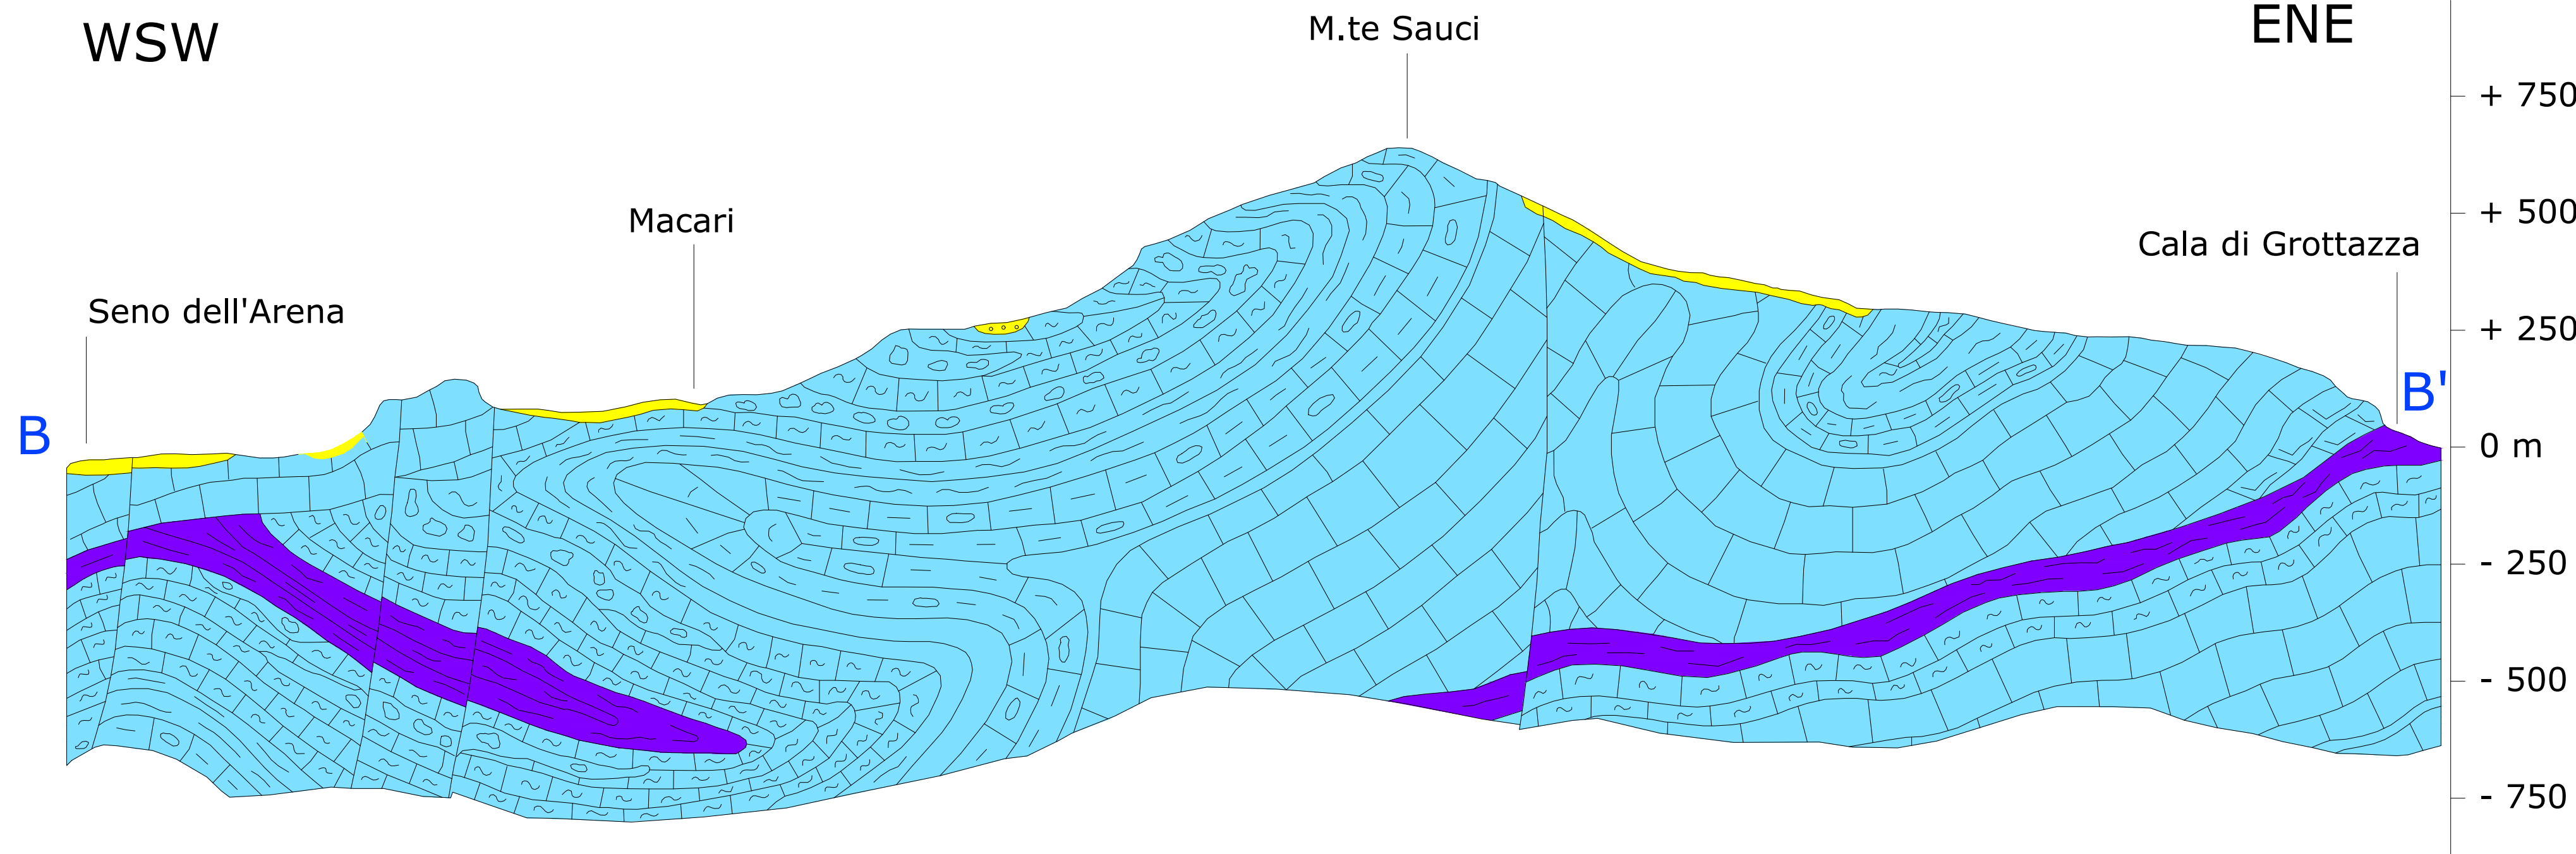 WSW
M.te Sauci
ENE
+ 750
Macari
+ 500
Cala di Grottazza
Seno dell'Arena
+ 250
B
B'
0 m
- 250
- 500
- 750